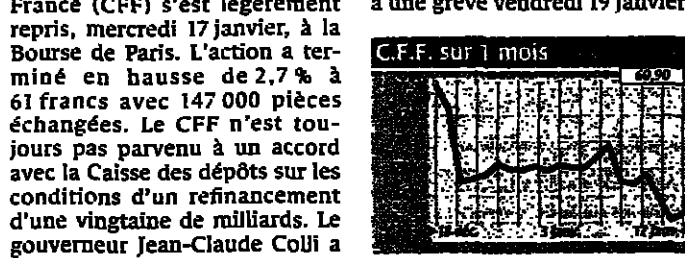 France (CFF) s'est légèrement
repris, mercredi 17 janvier, à la
Bourse de Paris. L'action a ter-
miné en hausse de 2,7 % à
61 francs avec 147 000 pièces
échangées. Le CFF n'est tou-
jours pas parvenu à un accord
avec la Caisse des dépôts sur les
conditions d'un refinancement
d'une vingtaine de milliards. Le
gouverneur Jean-Claude Colli a
à une grève vendredi 19 janvier
C.F.F. sur 1 mois
60,90